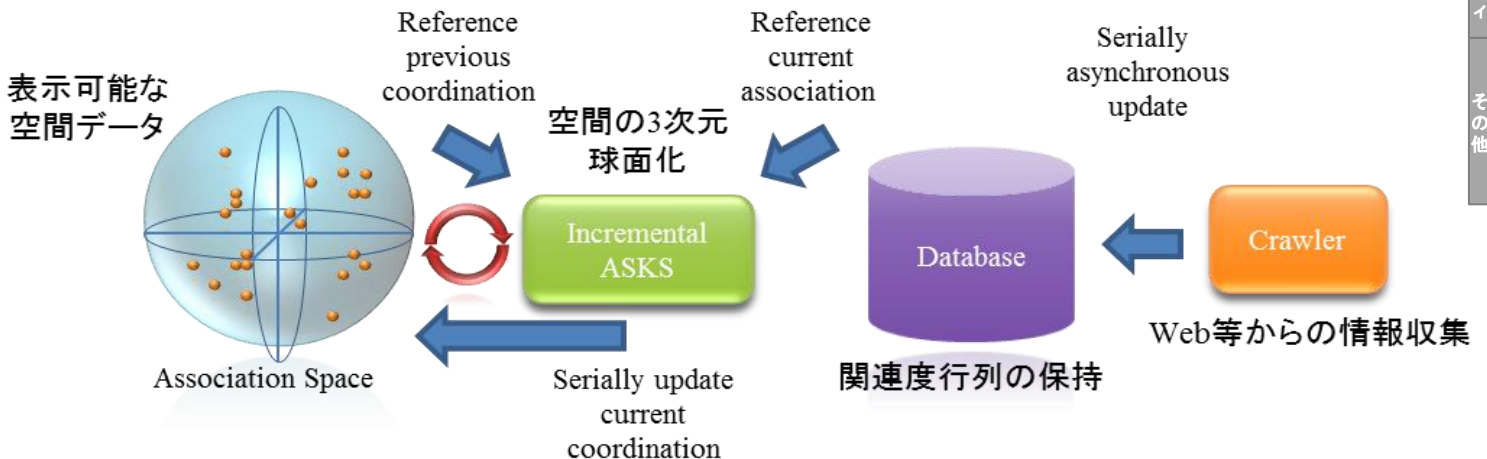 Reference
previous
coordination
Reference
current
association
Serially
asynchronous
update
イ
その他
表示可能な
空間データ
空間の3次元
球面化
Incremental
ASKS
Database
Crawler
Web等からの情報収集
Association Space
関連度行列の保持
Serially update
current
coordination